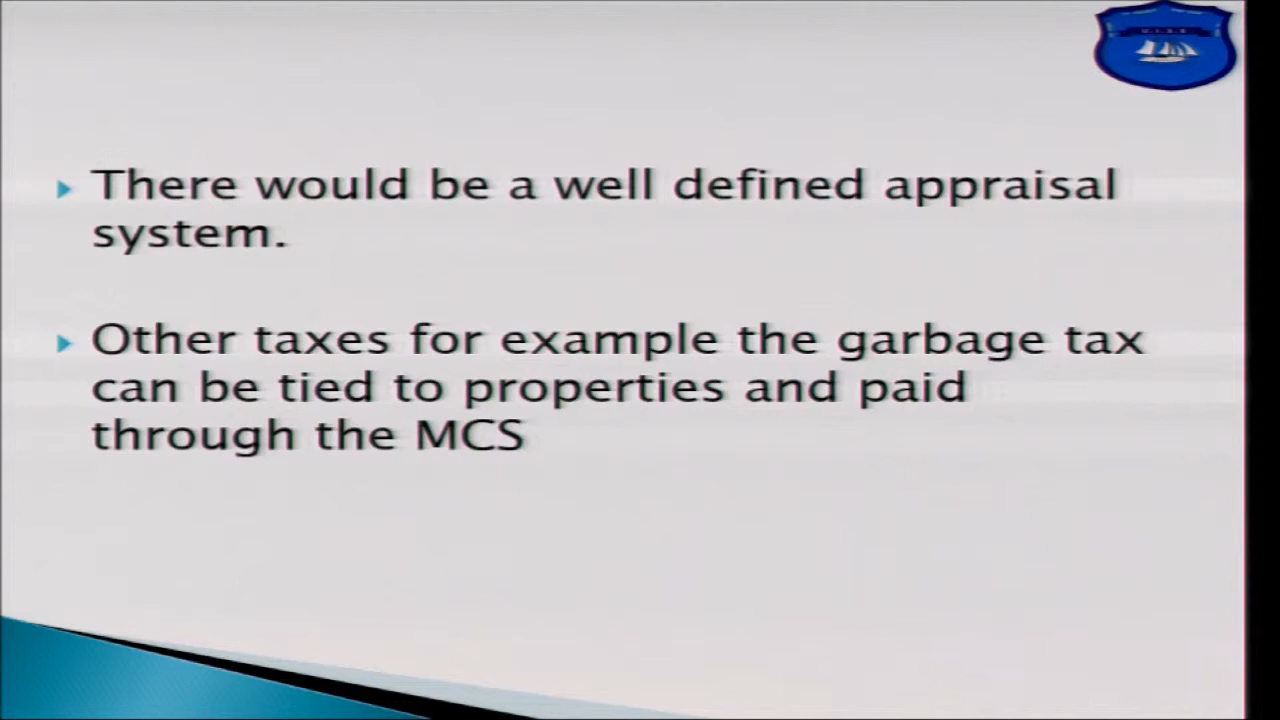 There would be a well defined appraisal
system.
Other taxes for example the garbage tax
can be tied to properties and paid
through the MCS